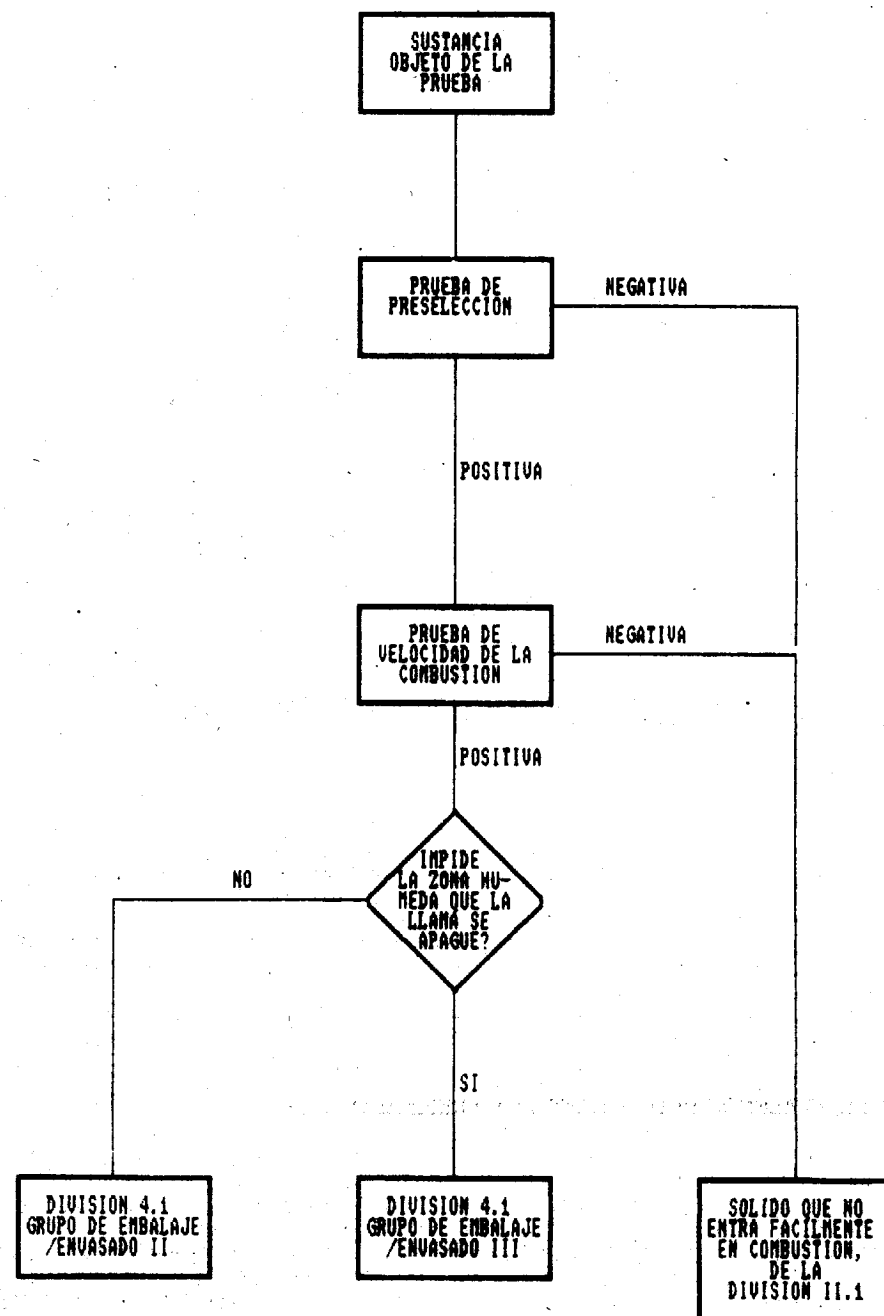 SUSTANCIA
OBJETO DE LA
PRUEBA
PRUEBA DE
PRESELECCION
NEGATIVA
POSITIVA
PRUEBA DE
VELOCIDAD DE LA
COMBUSTION
NEGATIVA
POSITIVA
IMPIDE
LA ZONA HU-
MEDA QUE LA
LLAMA SE
APAGUE?
NO
SI
DIVISION 4.1
GRUPO DE EMBALAJE
/ENVASADO II
DIVISION 4.1
GRUPO DE EMBALAJE
/ENVASADO III
SOLIDO QUE NO
ENTRA FACILMENTE
EN COMBUSTION,
DE LA
DIVISION II.1